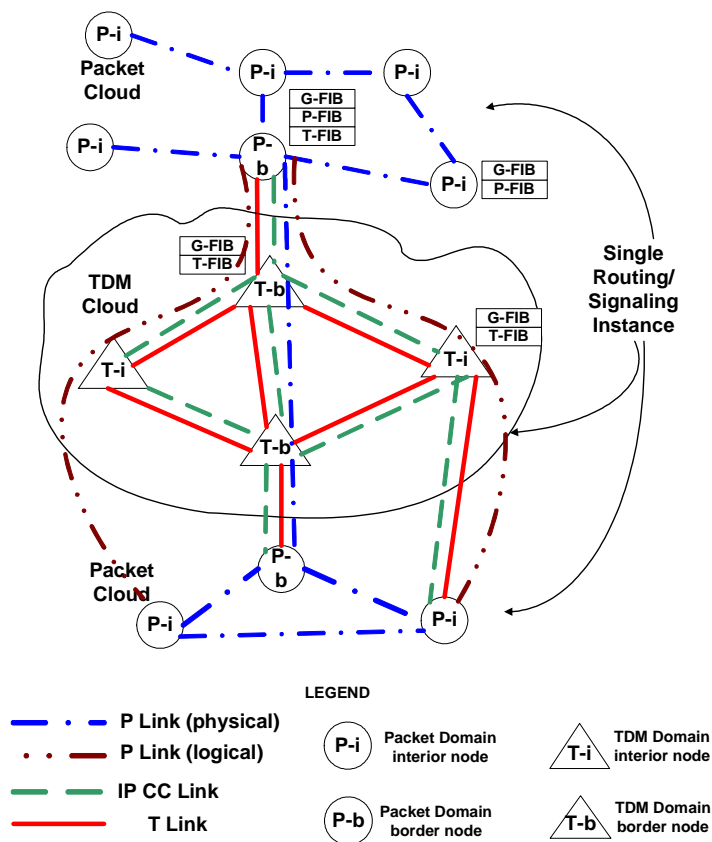 P-i
Packet
Cloud
P-i
P-i
G-FIB
P-FIB
T-FIB
P-i
P-
b
P-i
G-FIB
P-FIB
G-FIB
T-FIB
TDM
Cloud
T-b
Single
Routing/
Signaling
Instance
G-FIB
T-FIB
T-i
T-i
T-b
P-
b
Packet
Cloud
P-i
P-i
LEGEND
P Link (physical)
P Link (logical)
IP CC Link
T Link
P-i
Packet Domain
interior node
T-i
TDM Domain
interior node
P-b
Packet Domain
border node
T-b
TDM Domain
border node